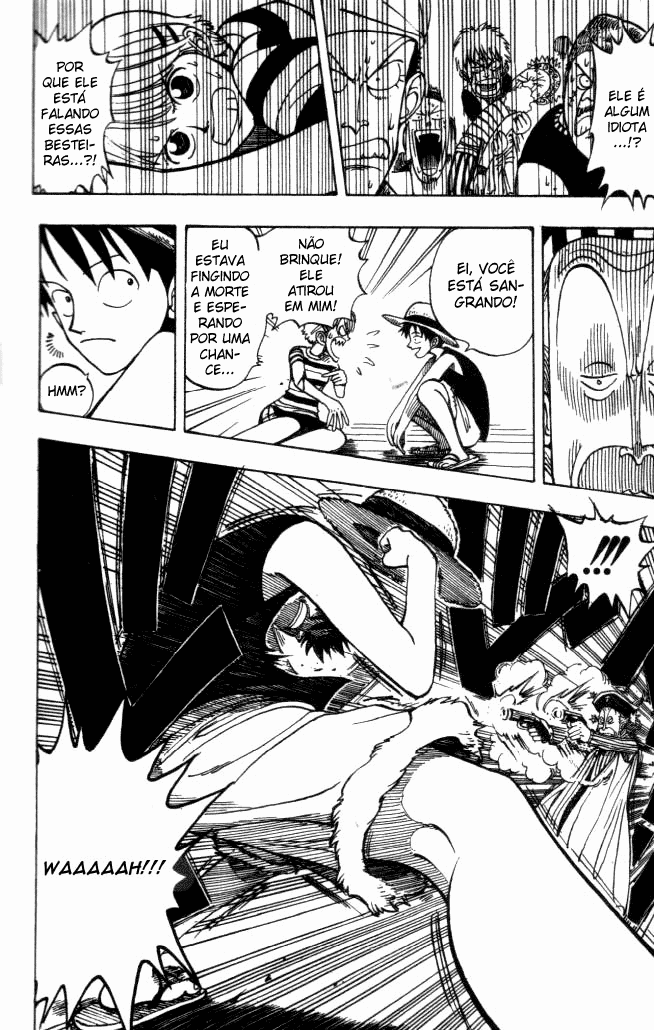 ELE É
ALGUM
IDIOTA
...!?
POR
QUE ELE
ESTÁ
FALANDO
ESSAS
BESTEI-
RAS...?!
EI, VOCÊ
ESTÁ SAN-
GRANDO!
NÃO
BRINQUE!
ELE
ATIROU
EM MIM!
EU
ESTAVA
FINGINDO
A MORTE
E ESPE-
RANDO
POR UMA
CHAN-
CE...
HMM?
!!!
WAAAAAH!!!